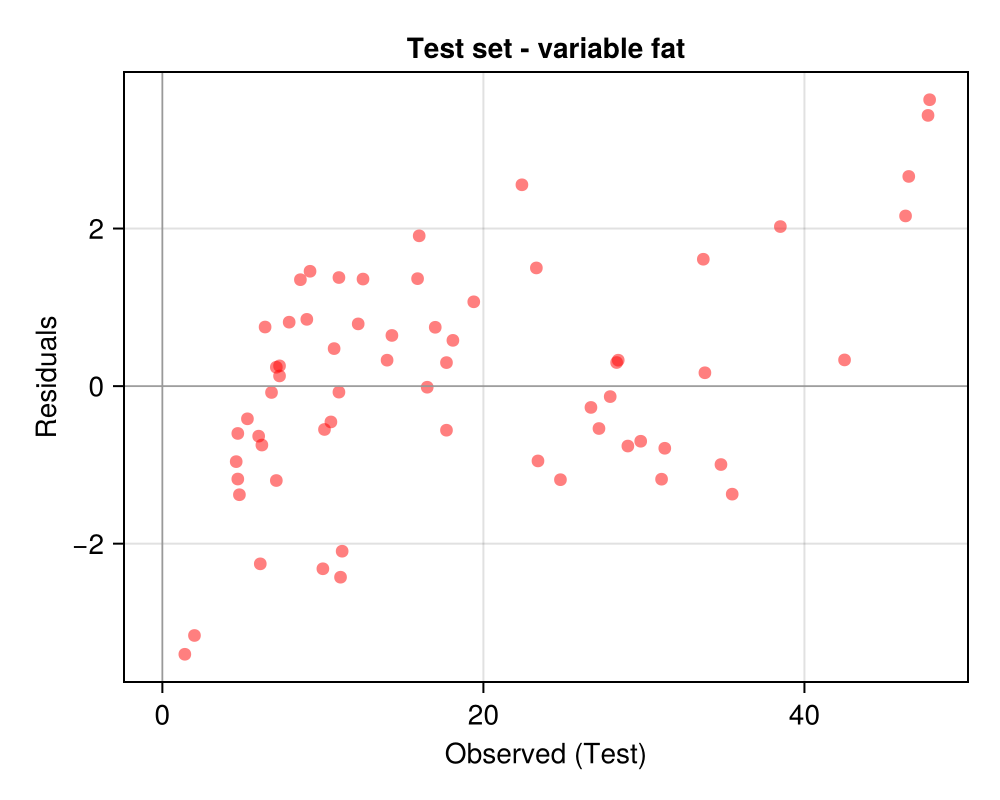 Test set - variable fat
2
0
−2
Residuals
0 20 40
Observed (Test)